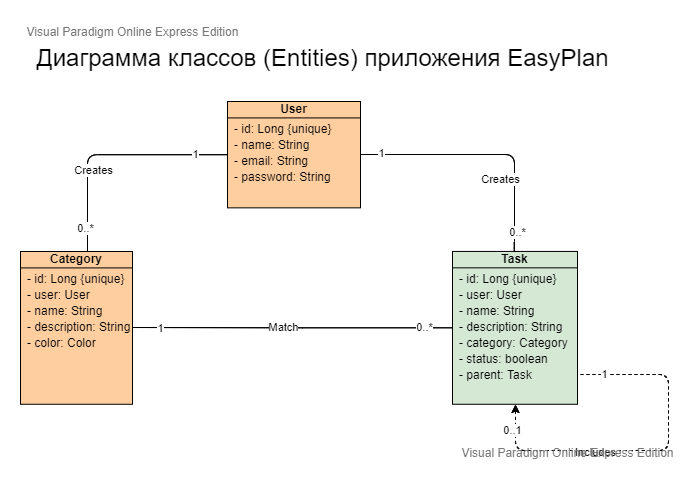 Visual Paradigm Online Express Edition
Диаграмма классов (Entities) приложения EasyPlan
User
- id: Long {unique}
- name: String
- email: String
- password: String
1
1
Creates
Creates
0..*
0..*
Category
- id: Long {unique}
- user: User
- name: String
- description: String
- color: Color
Task
- id: Long {unique}
- user: User
- name: String
- description: String
- category: Category
- status: boolean
- parent: Task
1
Match
0..*
1
0..1
Includes
Visual Paradigm Online Express Edition